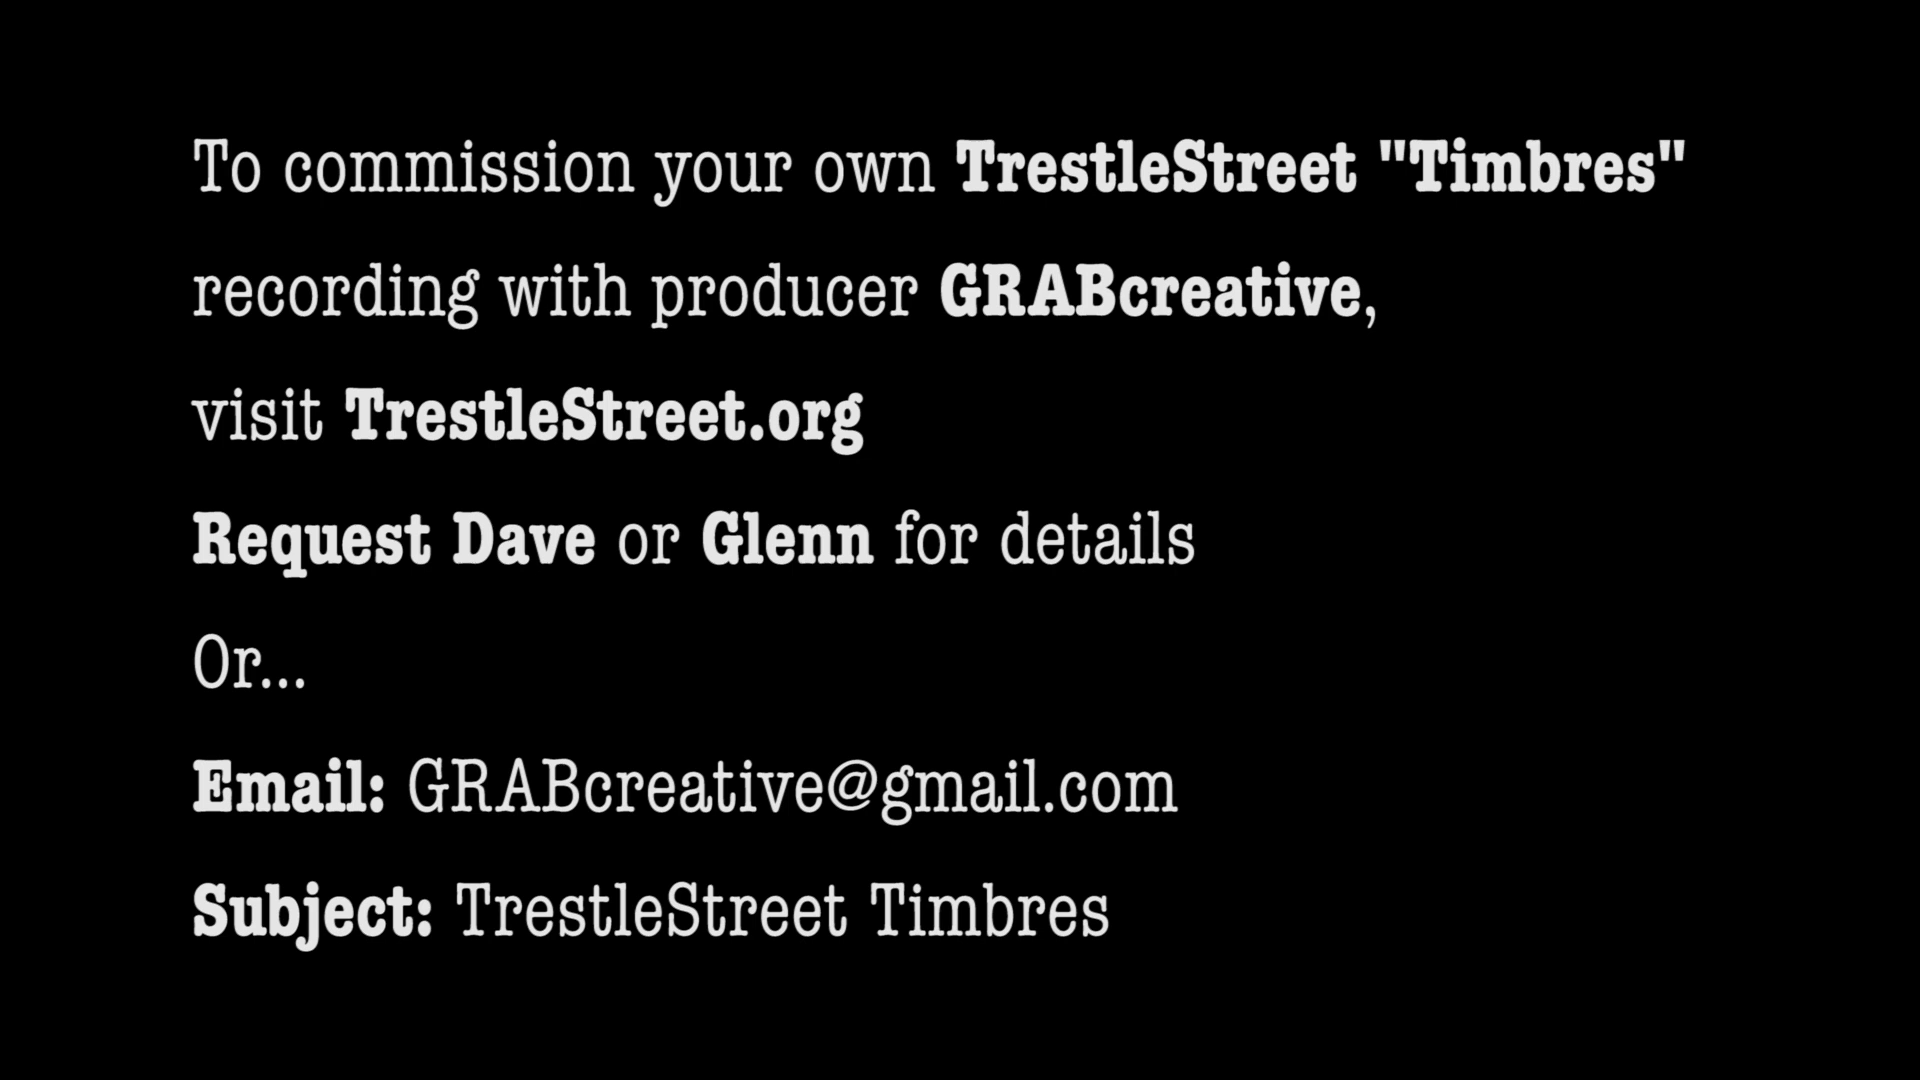 To commission your own TrestleStreet "Timbres"
recording with producer GRABcreative,
visit TrestleStreet.org
Request Dave or Glenn for details
Or...
Email: GRABcreative@gmail.com
Subject: TrestleStreet Timbres